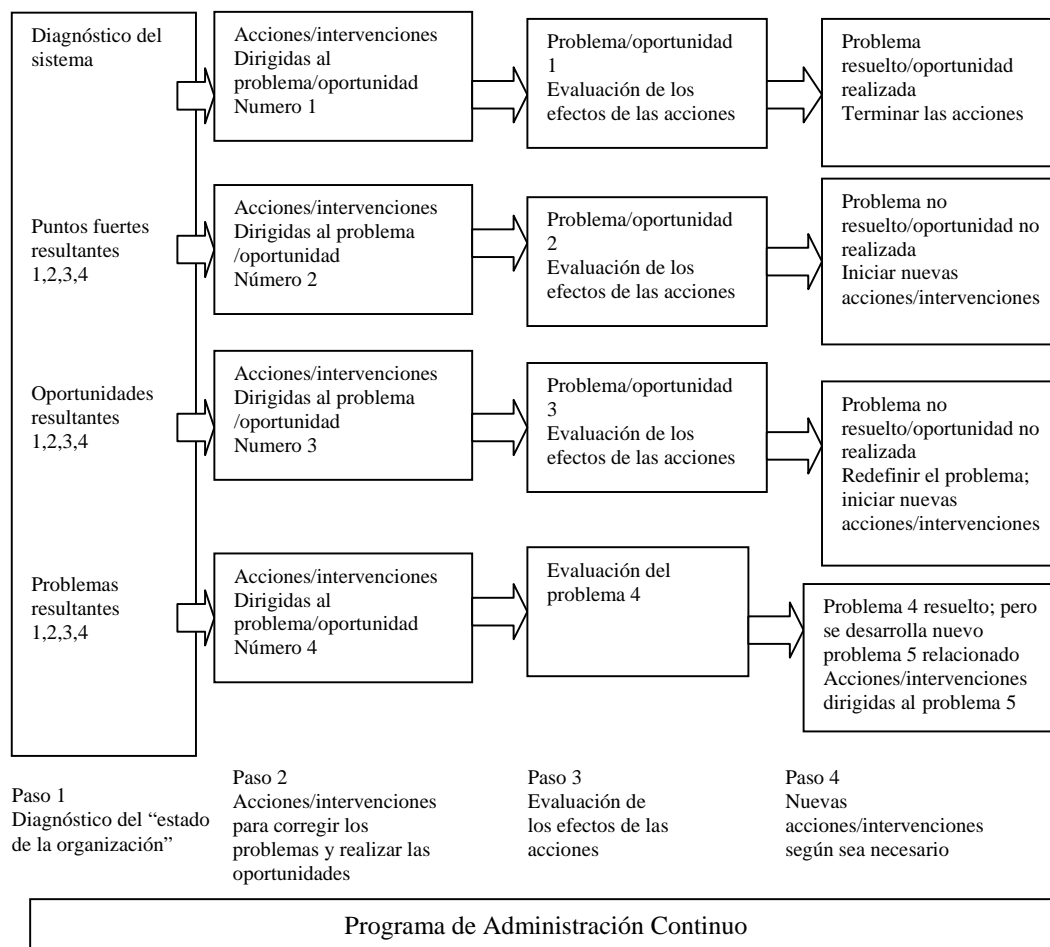 Diagnóstico del
sistema
Puntos fuertes
resultantes
1,2,3,4
Oportunidades
resultantes
1,2,3,4
Problemas
resultantes
1,2,3,4
Acciones/intervenciones
Dirigidas al
problema/oportunidad
Numero 1
Problema/oportunidad
1
Evaluación de los
efectos de las acciones
Problema
resuelto/oportunidad
realizada
Terminar las acciones
Acciones/intervenciones
Dirigidas al problema
/oportunidad
Número 2
Problema/oportunidad
2
Evaluación de los
efectos de las acciones
Problema no
resuelto/oportunidad no
realizada
Iniciar nuevas
acciones/intervenciones
Acciones/intervenciones
Dirigidas al problema
/oportunidad
Numero 3
Problema/oportunidad
3
Evaluación de los
efectos de las acciones
Problema no
resuelto/oportunidad no
realizada
Redefinir el problema;
iniciar nuevas
acciones/intervenciones
Acciones/intervenciones
Dirigidas al
problema/oportunidad
Número 4
Evaluación del
problema 4
Problema 4 resuelto; pero
se desarrolla nuevo
problema 5 relacionado
Acciones/intervenciones
dirigidas al problema 5
Paso 1
Diagnóstico del “estado
de la organización”
Paso 2
Acciones/intervenciones
para corregir los
problemas y realizar las
oportunidades
Paso 3
Evaluación de
los efectos de las
acciones
Paso 4
Nuevas
acciones/intervenciones
según sea necesario
Programa de Administración Continuo